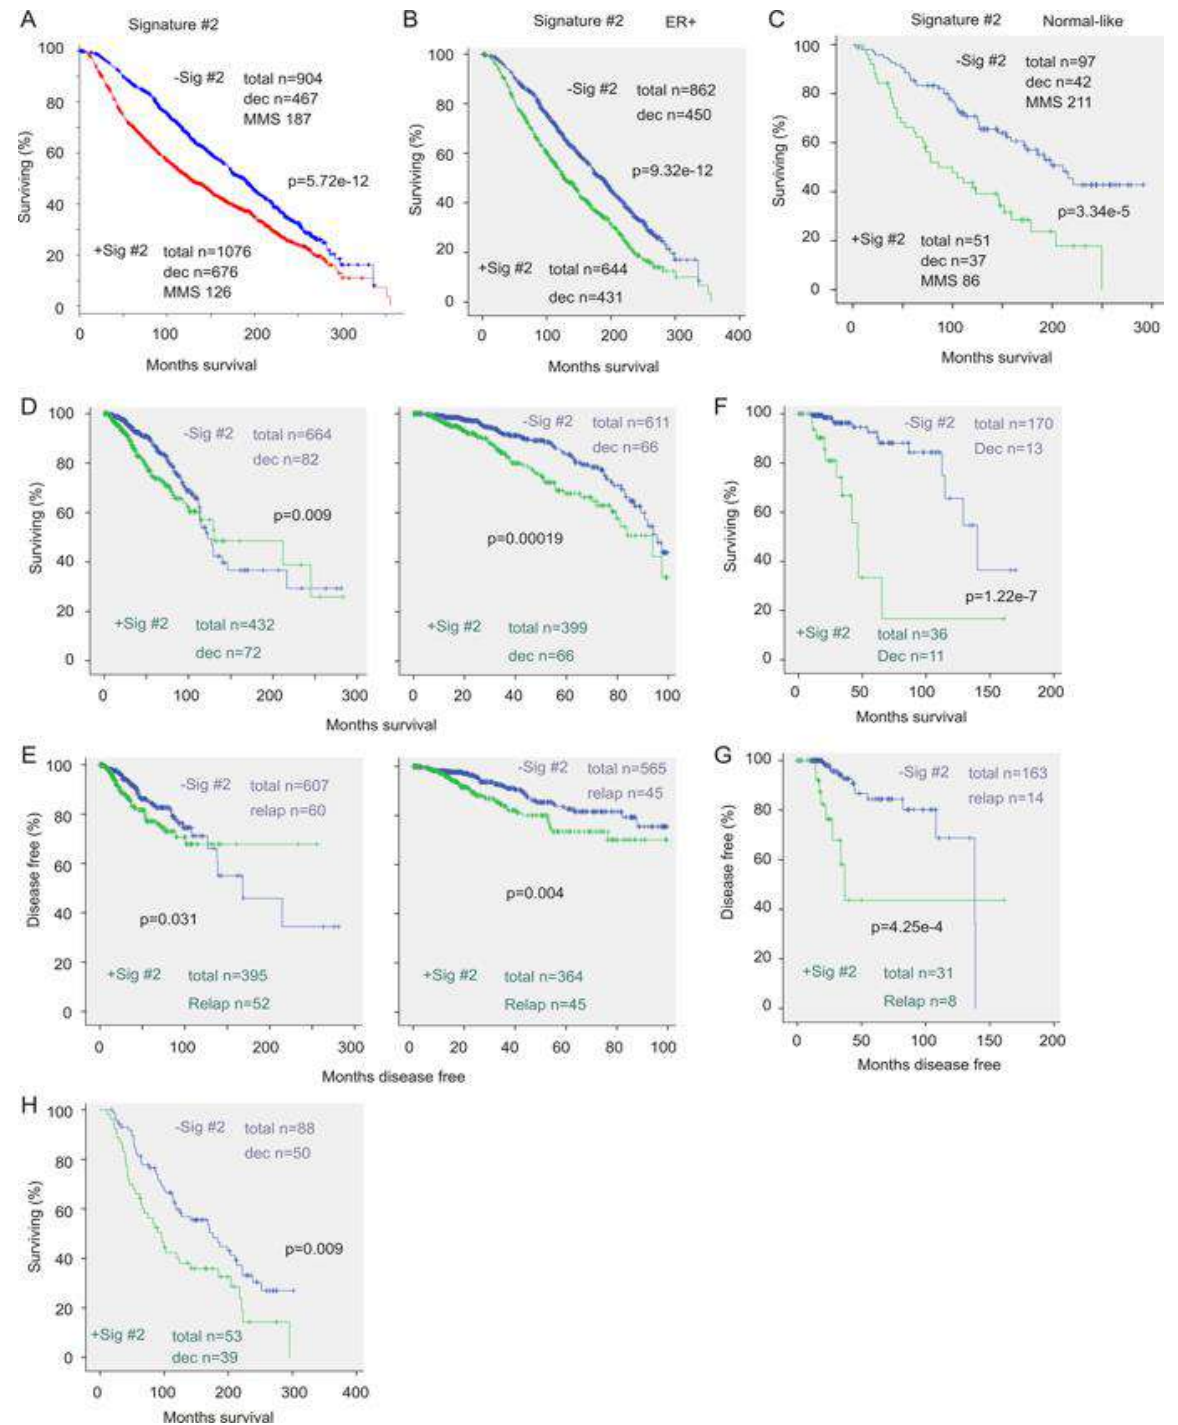 A
Signature #2
100
80
60
40
20
0
Surviving (%)
-Sig #2 total n=904
dec n=467
MMS 187
p=5.72e-12
+Sig #2 total n=1076
dec n=676
MMS 126
0 100 200 300
Months survival
B
Signature #2 ER+
100
80
60
40
20
0
Surviving (%)
-Sig #2 total n=862
dec n=450
p=9.32e-12
+Sig #2 total n=644
dec n=431
0 100 200 300 400
Months survival
C
Signature #2 Normal-like
100
80
60
40
20
0
Surviving (%)
-Sig #2 total n=97
dec n=42
MMS 211
p=3.34e-5
+Sig #2 total n=51
dec n=37
MMS 86
0 100 200 300
Months survival
D
100
80
60
40
20
0
Surviving (%)
-Sig #2 total n=664
dec n=82
p=0.009
+Sig #2 total n=432
dec n=72
0 100 200 300
-Sig #2 total n=611
dec n=66
p=0.00019
+Sig #2 total n=399
dec n=66
0 20 40 60 80 100
Months survival
F
100
80
60
40
20
0
Surviving (%)
-Sig #2 total n=170
Dec n=13
p=1.22e-7
+Sig #2 total n=36
Dec n=11
0 50 100 150 200
Months survival
E
100
80
60
40
20
0
Disease free (%)
-Sig #2 total n=607
relap n=60
p=0.031
+Sig #2 total n=395
Relap n=52
0 100 200 300
-Sig #2 total n=565
relap n=45
p=0.004
+Sig #2 total n=364
Relap n=45
0 20 40 60 80 100
Months disease free
G
100
80
60
40
20
0
Disease free (%)
-Sig #2 total n=163
relap n=14
p=4.25e-4
+Sig #2 total n=31
Relap n=8
0 50 100 150 200
Months disease free
H
100
80
60
40
20
0
Surviving (%)
-Sig #2 total n=88
dec n=50
p=0.009
+Sig #2 total n=53
dec n=39
0 100 200 300 400
Months survival